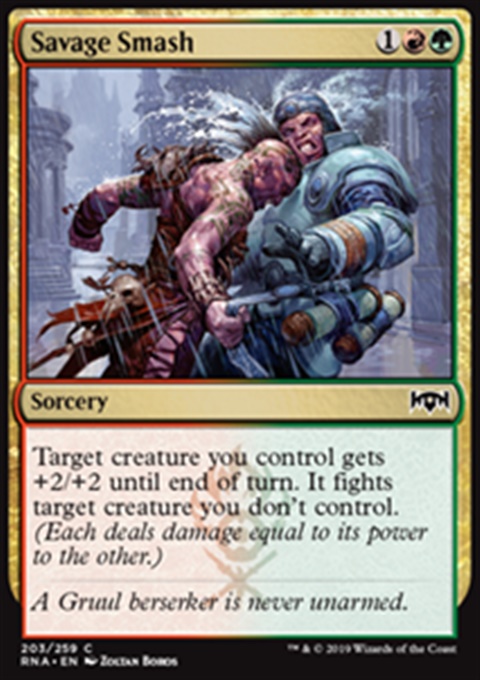 Savage Smash 1
Sorcery
Target creature you control gets
+2/+2 until end of turn. It fights
target creature you don't control.
(Each deals damage equal to its power
to the other.)
A Gruul berserker is never unarmed.
203/259 C
RNA • EN Zoltan Boros
™ & © 2019 Wizards of the Coast